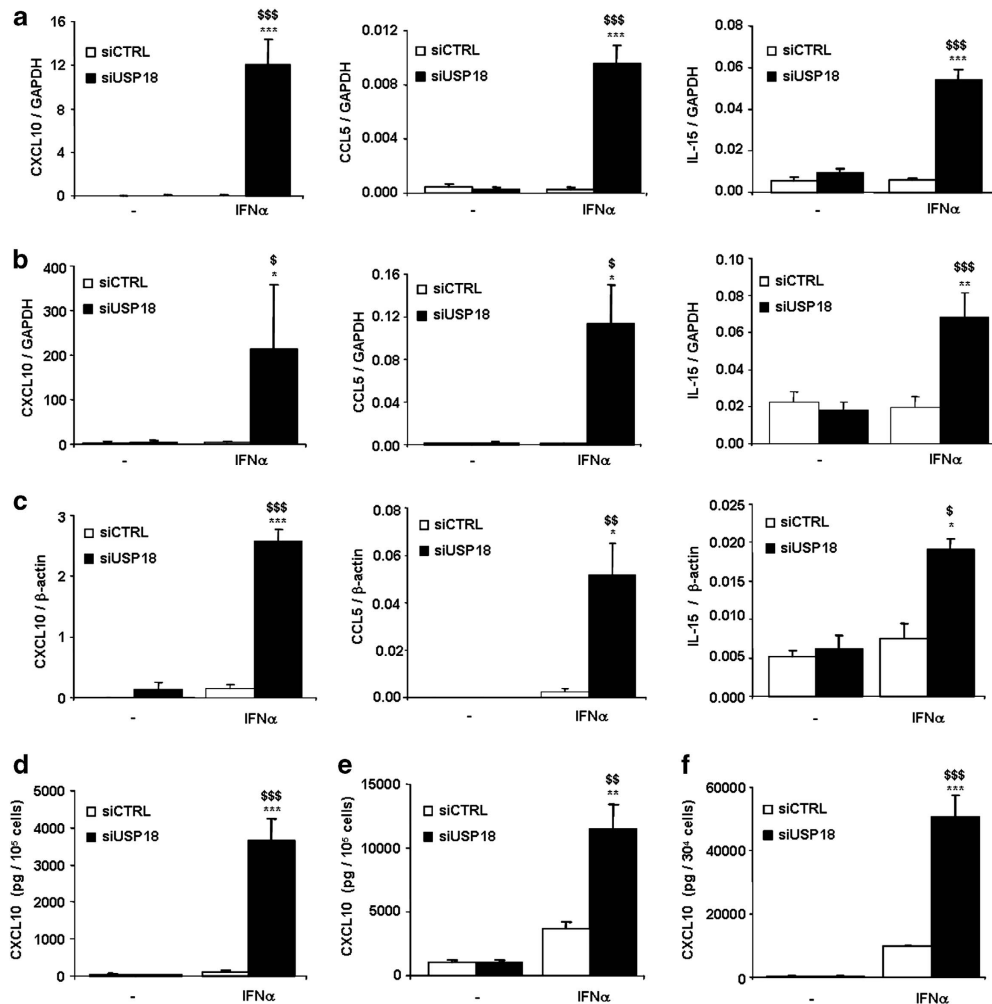 a
CXCL10 / GAPDH
16
12
8
4
0
siCTRL
siUSP18
$$$
***
-
IFNα
CCL5 / GAPDH
0.012
0.008
0.004
0.000
siCTRL
siUSP18
$$$
***
-
IFNα
IL-15 / GAPDH
0.08
0.06
0.04
0.02
0.00
siCTRL
siUSP18
$$$
***
-
IFNα
b
CXCL10 / GAPDH
400
300
200
100
0
siCTRL
siUSP18
$
*
-
IFNα
CCL5 / GAPDH
0.16
0.12
0.08
0.04
0.00
siCTRL
siUSP18
$
*
-
IFNα
IL-15 / GAPDH
0.10
0.08
0.06
0.04
0.02
0.00
siCTRL
siUSP18
$$$
**
-
IFNα
c
CXCL10 / β-actin
3
2
1
0
siCTRL
siUSP18
$$$
***
-
IFNα
CCL5 / β-actin
0.08
0.06
0.04
0.02
0.00
siCTRL
siUSP18
$$
*
-
IFNα
IL-15 / β-actin
0.025
0.020
0.015
0.010
0.005
0.000
siCTRL
siUSP18
$
*
-
IFNα
d
CXCL10 (pg / 10⁵ cells)
5000
4000
3000
2000
1000
0
siCTRL
siUSP18
$$$
***
-
IFNα
e
CXCL10 (pg / 10⁵ cells)
15000
10000
5000
0
siCTRL
siUSP18
$$
**
-
IFNα
f
CXCL10 (pg / 30⁴ cells)
60000
40000
20000
0
siCTRL
siUSP18
$$$
***
-
IFNα